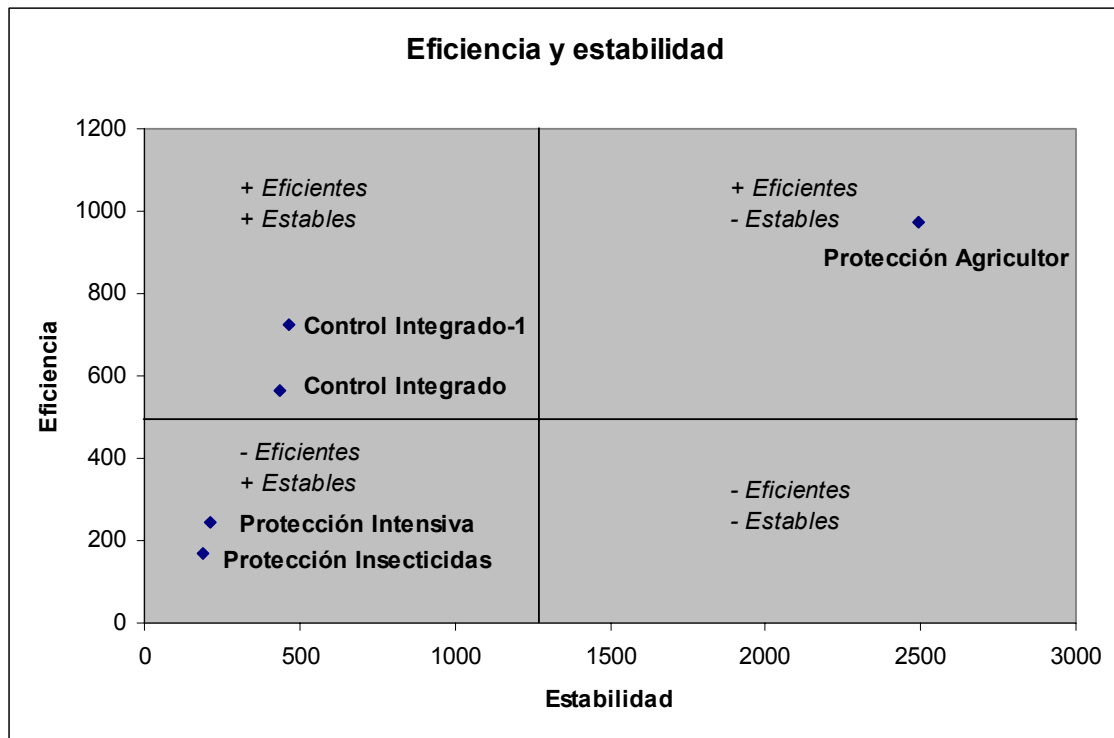 Eficiencia y estabilidad
Eficiencia
1200
1000
800
600
400
200
0
+ Eficientes
+ Estables
+ Eficientes
- Estables
Protección Agricultor
Control Integrado-1
Control Integrado
- Eficientes
+ Estables
- Eficientes
- Estables
Protección Intensiva
Protección Insecticidas
0 500 1000 1500 2000 2500 3000
Estabilidad